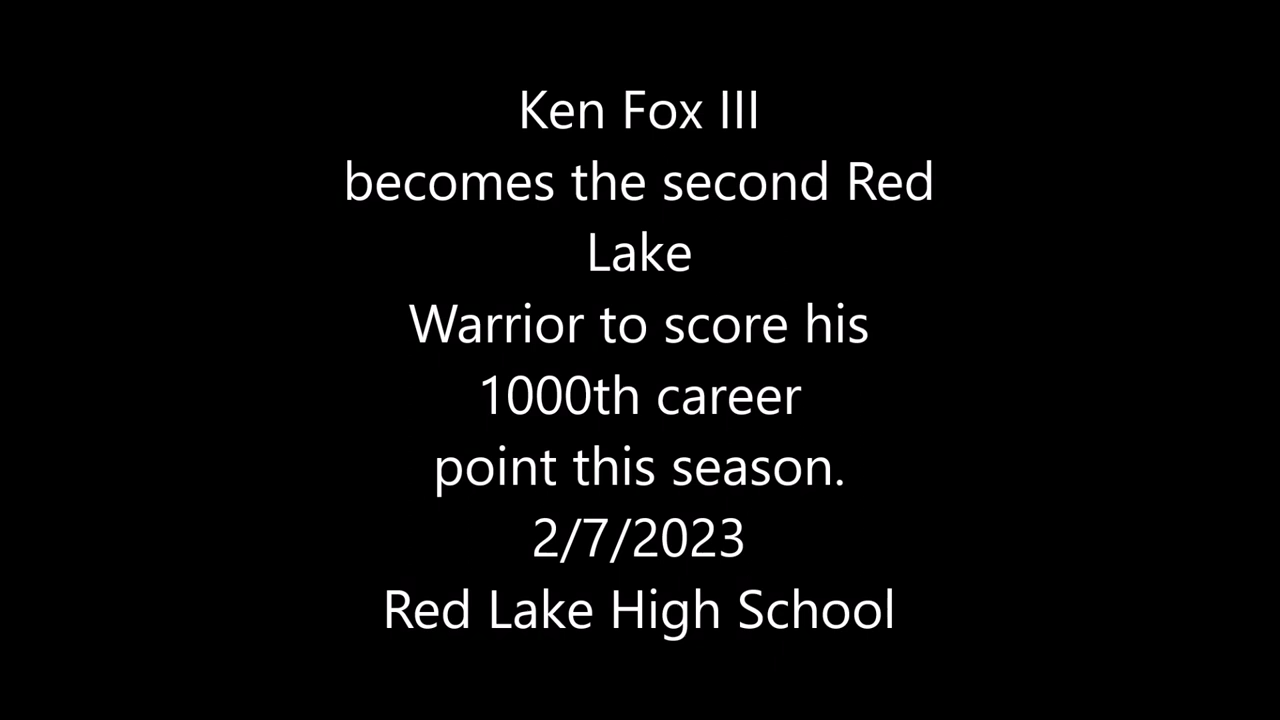 Ken Fox III
becomes the second Red
Lake
Warrior to score his
1000th career
point this season.
2/7/2023
Red Lake High School